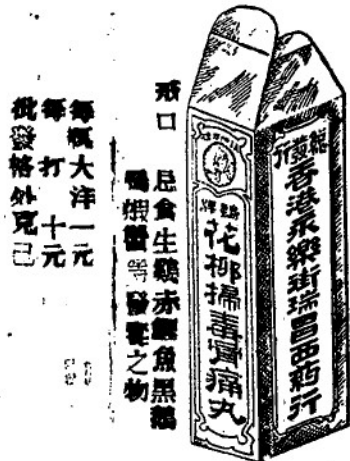 總發行
香港永樂街瑞昌西葯行
花柳掃毒骨痛丸
戒口 忌食生鷄赤鯉魚黑鵝
鴨蝦蟹等發毒之物
每瓶大洋一元
每打十元
批發格外克己